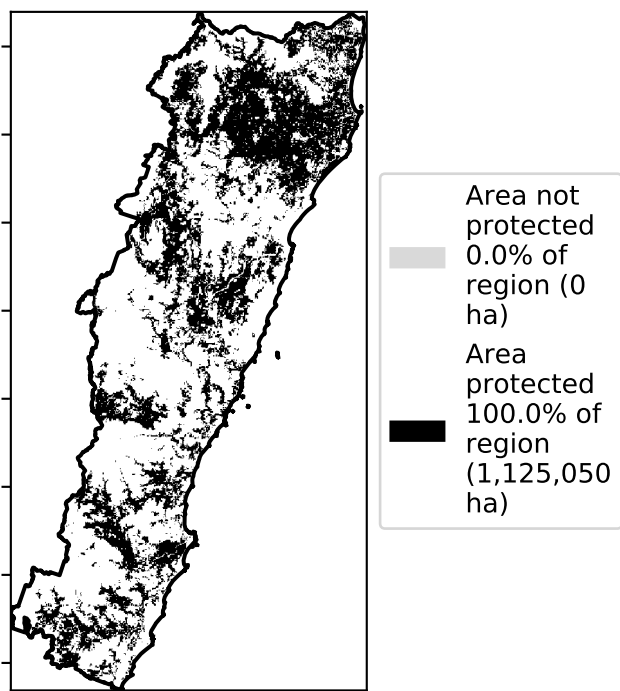 Area not
protected
0.0% of
region (0
ha)
Area
protected
100.0% of
region
(1,125,050
ha)